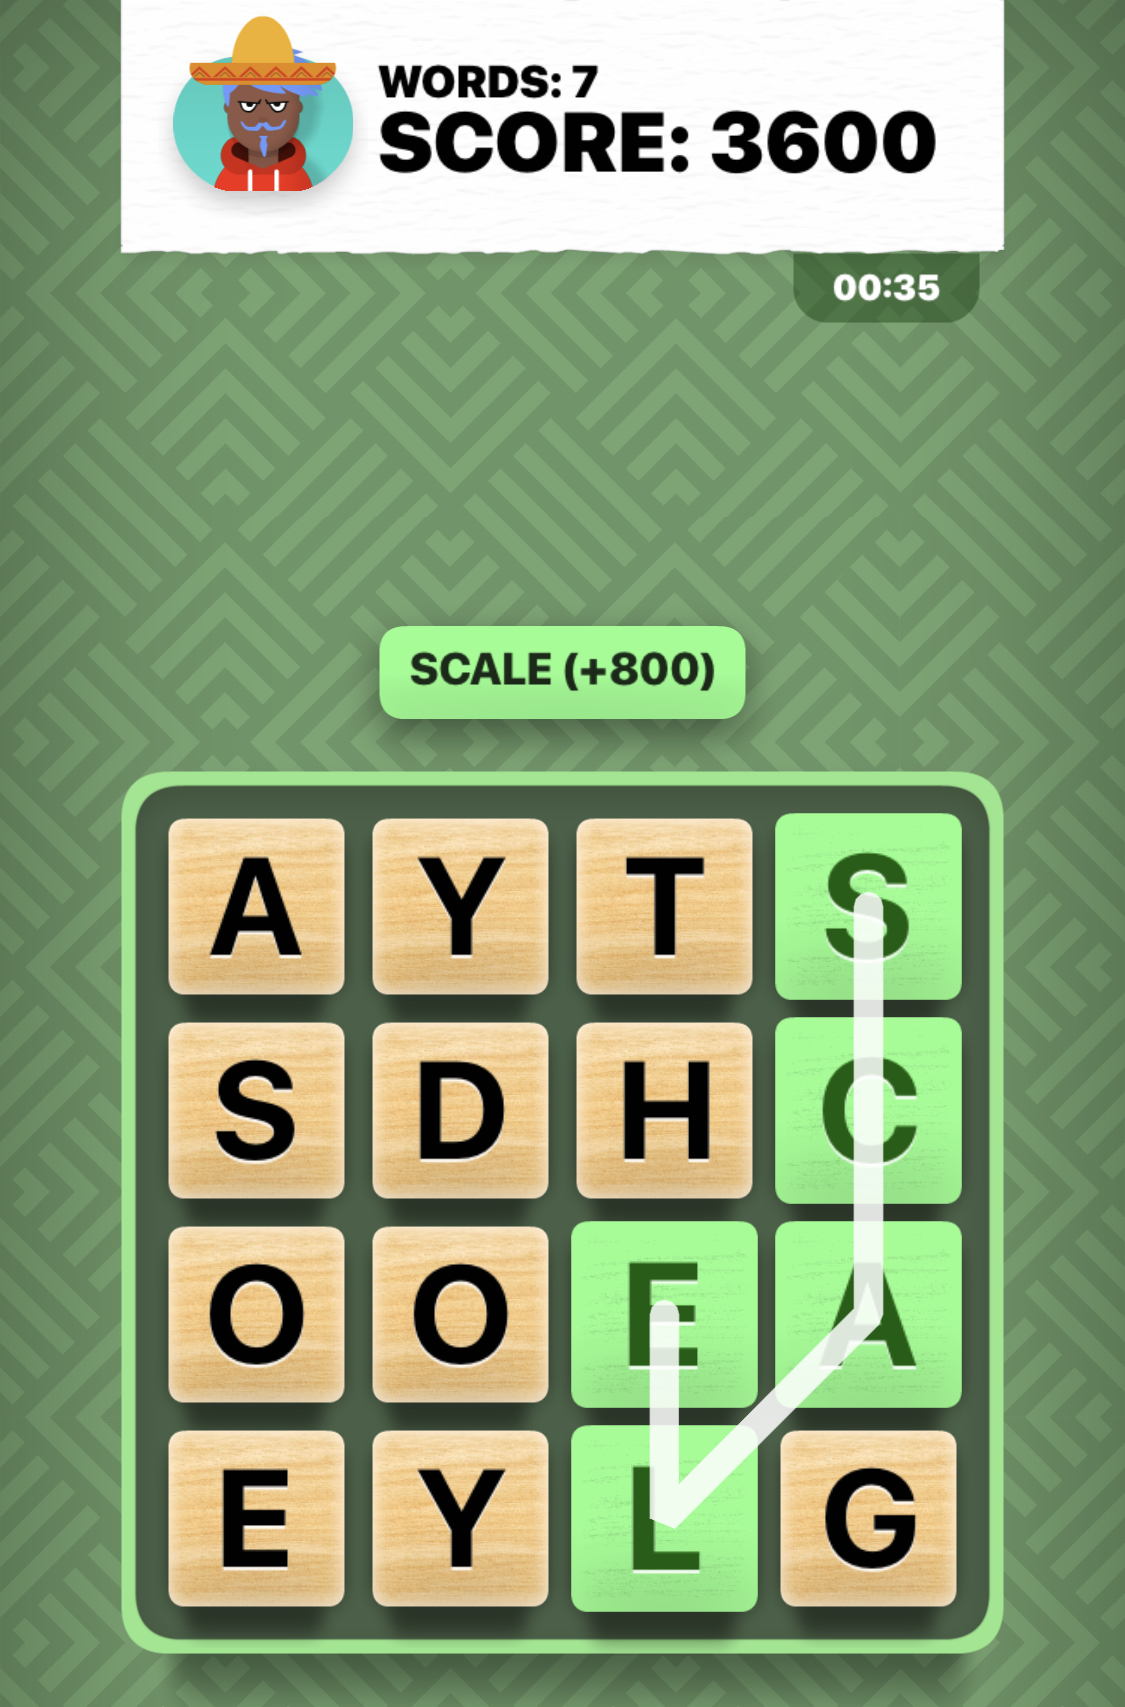 WORDS: 7
SCORE: 3600
00:35
SCALE (+800)
A Y T S
S D H C
O O E A
E Y L G